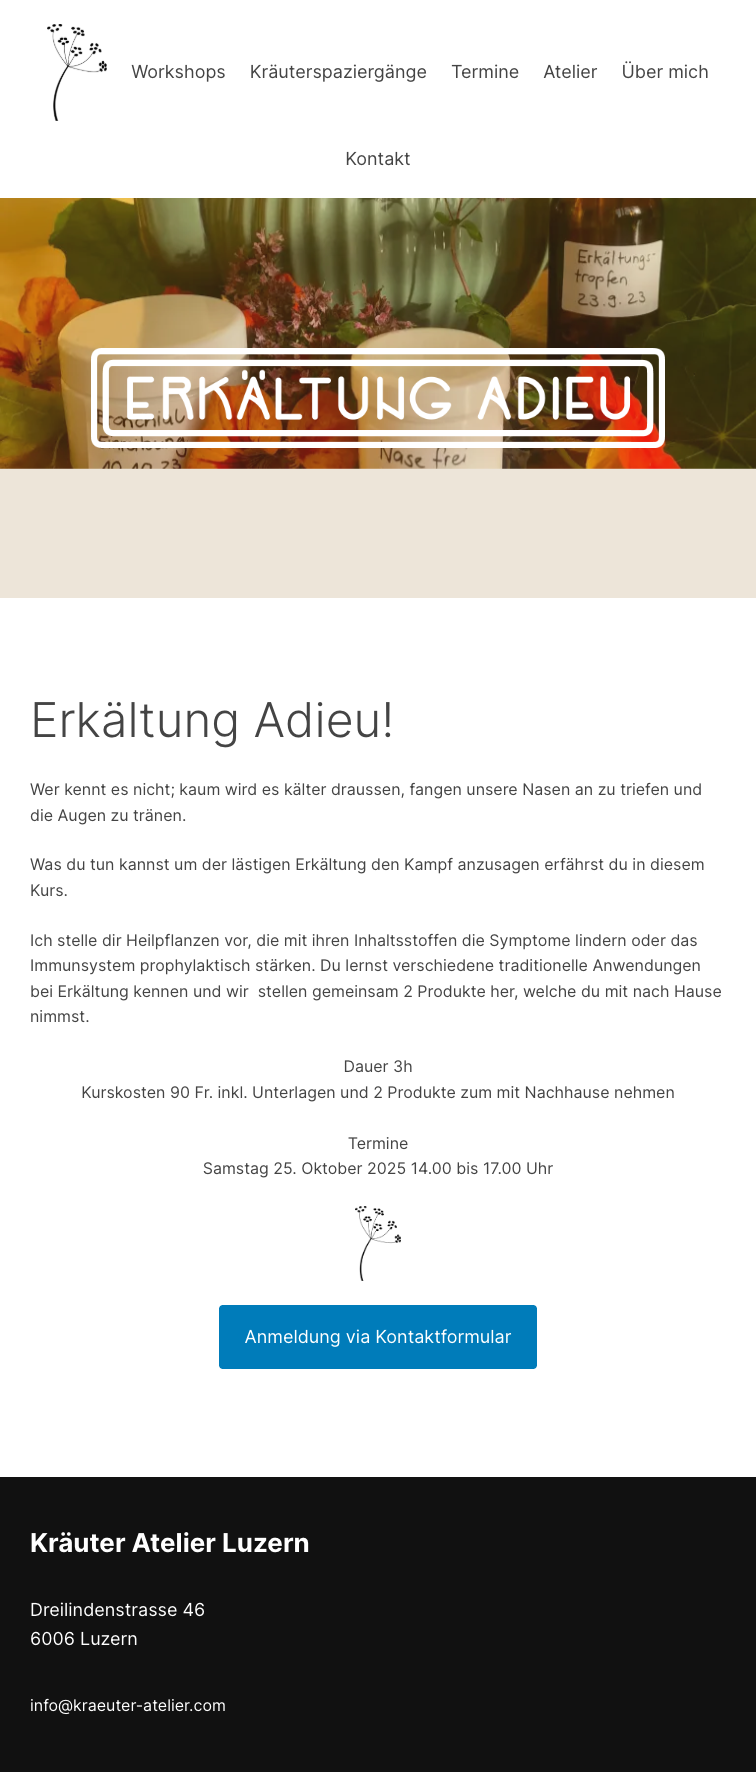 Workshops Kräuterspaziergänge Termine Atelier Über mich
Kontakt
Erkältungs-
tropfen
23.9.23
ERKÄLTUNG ADIEU
Nase frei
Erkältung Adieu!
Wer kennt es nicht; kaum wird es kälter draussen, fangen unsere Nasen an zu triefen und
die Augen zu tränen.
Was du tun kannst um der lästigen Erkältung den Kampf anzusagen erfährst du in diesem
Kurs.
Ich stelle dir Heilpflanzen vor, die mit ihren Inhaltsstoffen die Symptome lindern oder das
Immunsystem prophylaktisch stärken. Du lernst verschiedene traditionelle Anwendungen
bei Erkältung kennen und wir  stellen gemeinsam 2 Produkte her, welche du mit nach Hause
nimmst.
Dauer 3h
Kurskosten 90 Fr. inkl. Unterlagen und 2 Produkte zum mit Nachhause nehmen
Termine
Samstag 25. Oktober 2025 14.00 bis 17.00 Uhr
Anmeldung via Kontaktformular
Kräuter Atelier Luzern
Dreilindenstrasse 46
6006 Luzern
info@kraeuter-atelier.com